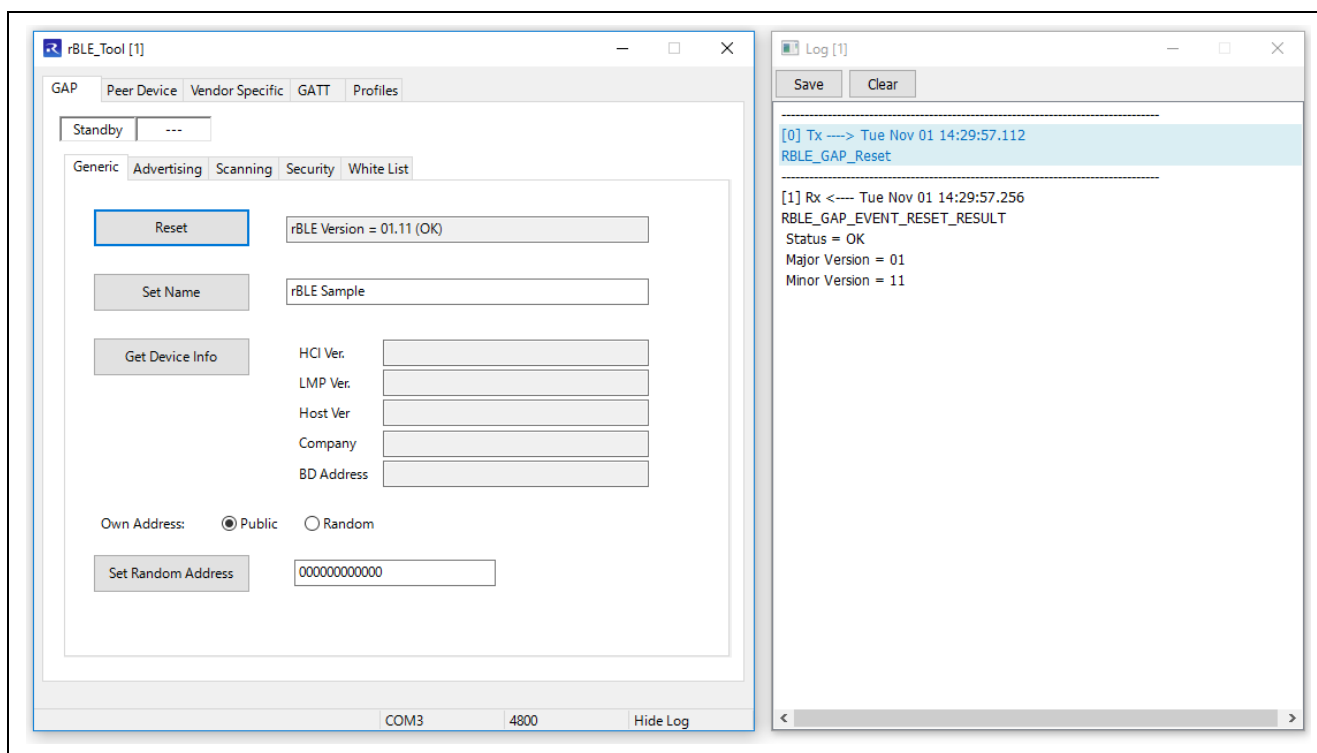 rBLE_Tool [1]
GAP Peer Device Vendor Specific GATT Profiles
Standby ---
Generic Advertising Scanning Security White List
Reset rBLE Version = 01.11 (OK)
Set Name rBLE Sample
Get Device Info HCI Ver.
LMP Ver.
Host Ver
Company
BD Address
Own Address: Public Random
Set Random Address 000000000000
COM3 4800 Hide Log
Log [1]
Save Clear
[0] Tx ----> Tue Nov 01 14:29:57.112
RBLE_GAP_Reset
[1] Rx <---- Tue Nov 01 14:29:57.256
RBLE_GAP_EVENT_RESET_RESULT
Status = OK
Major Version = 01
Minor Version = 11